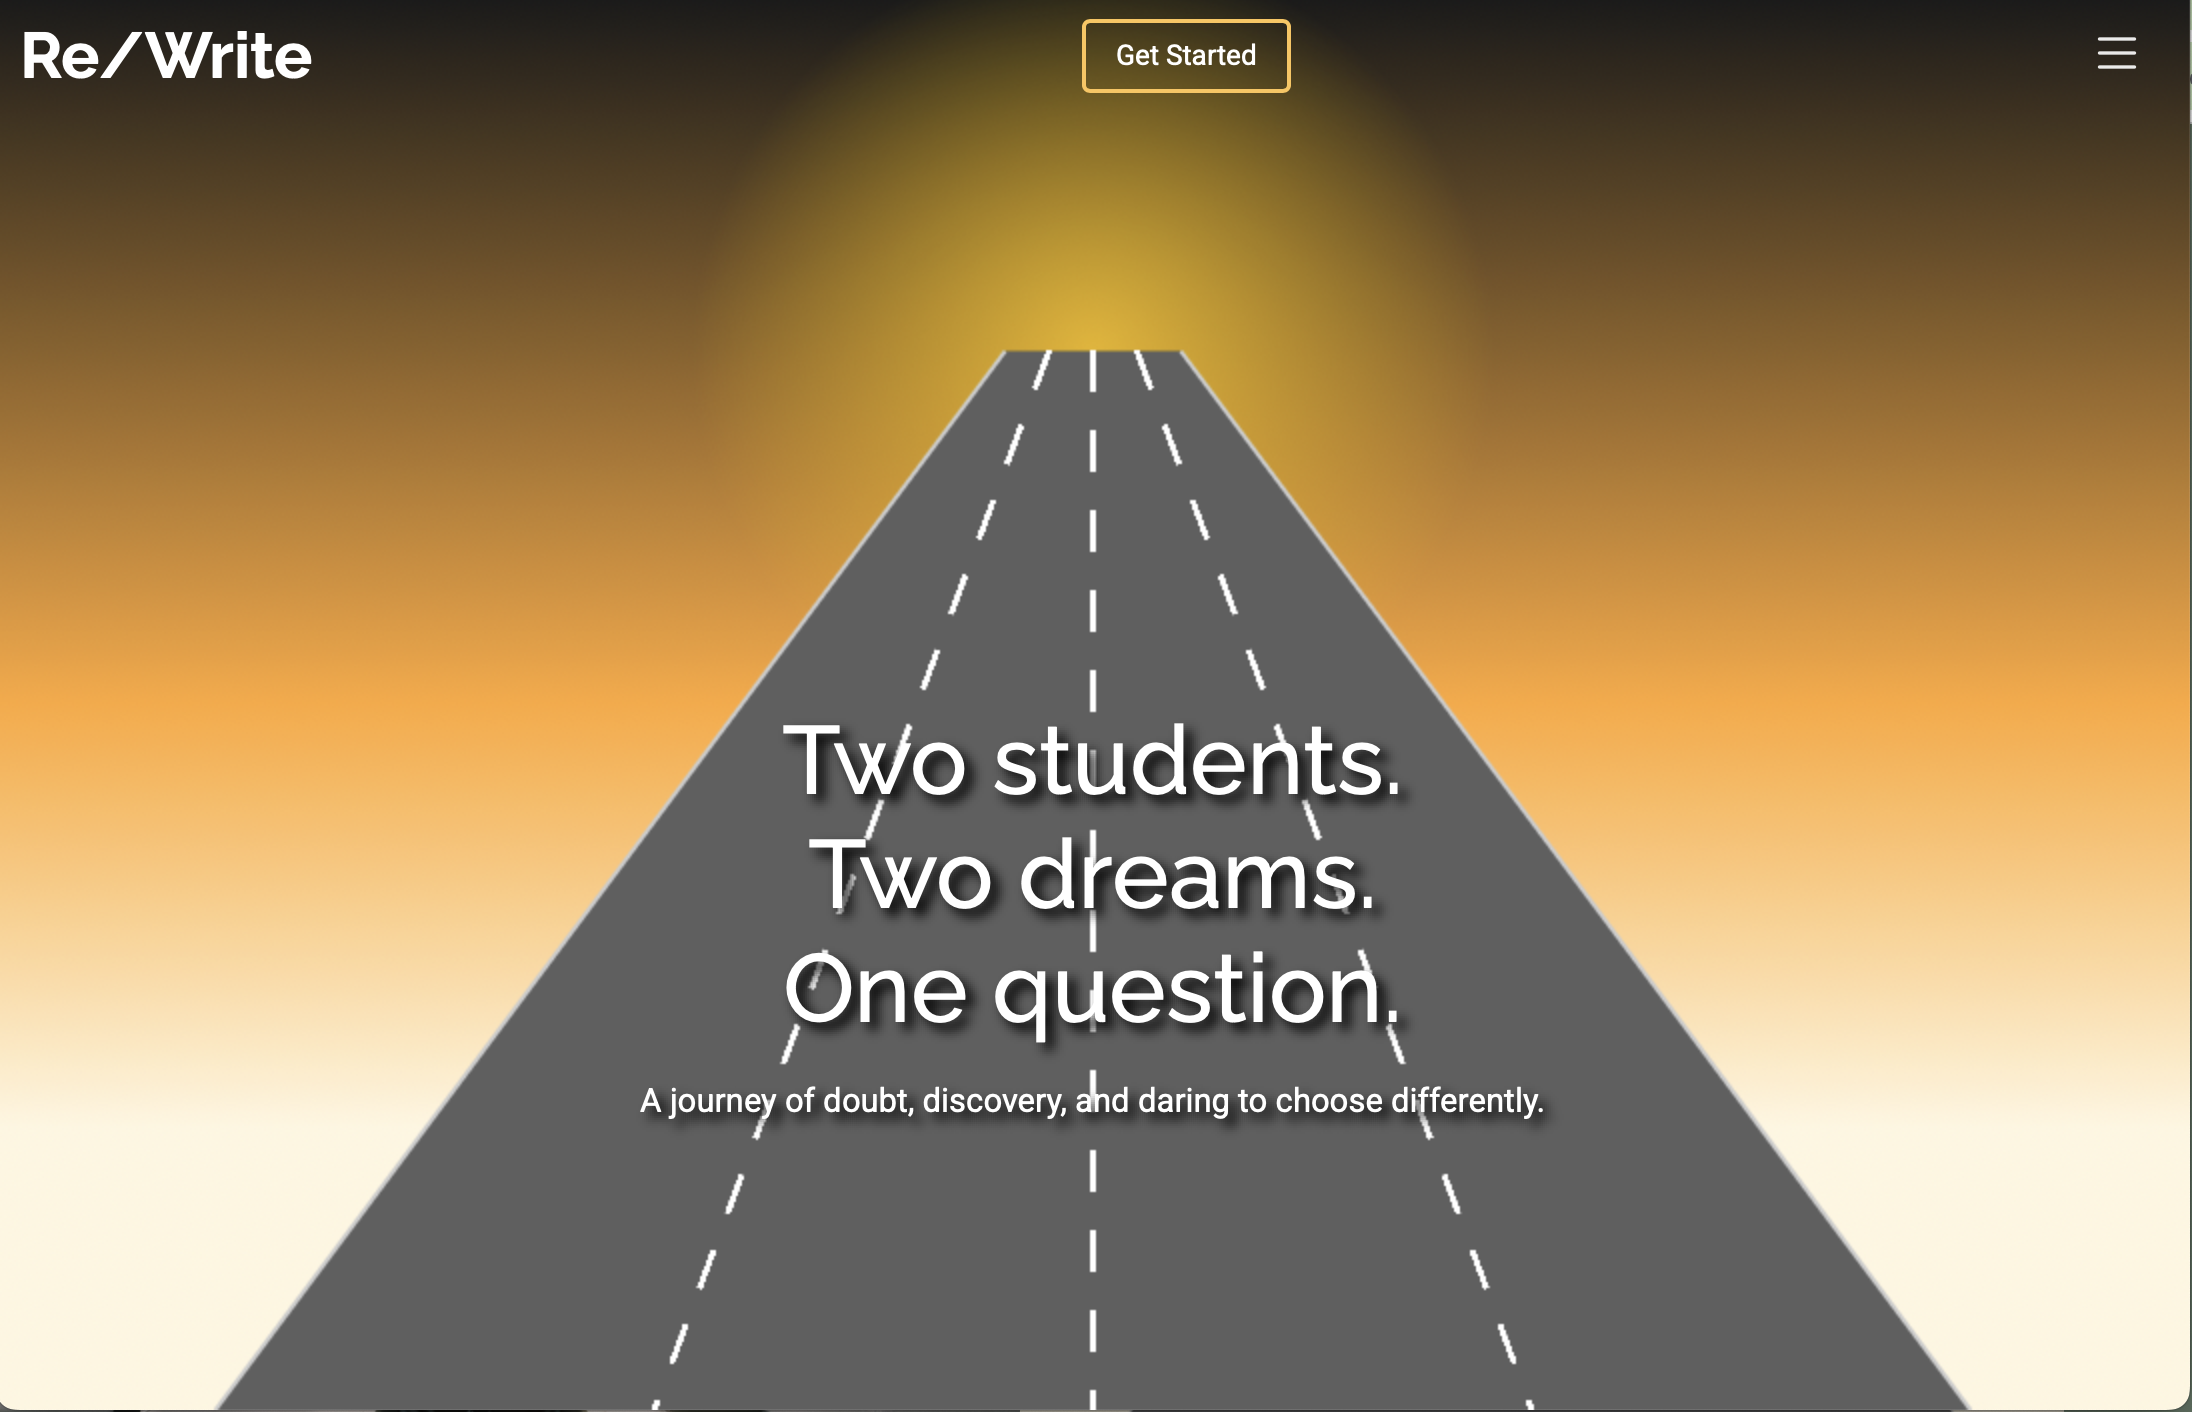 Re/Write
Get Started
Two students.
Two dreams.
One question.
A journey of doubt, discovery, and daring to choose differently.